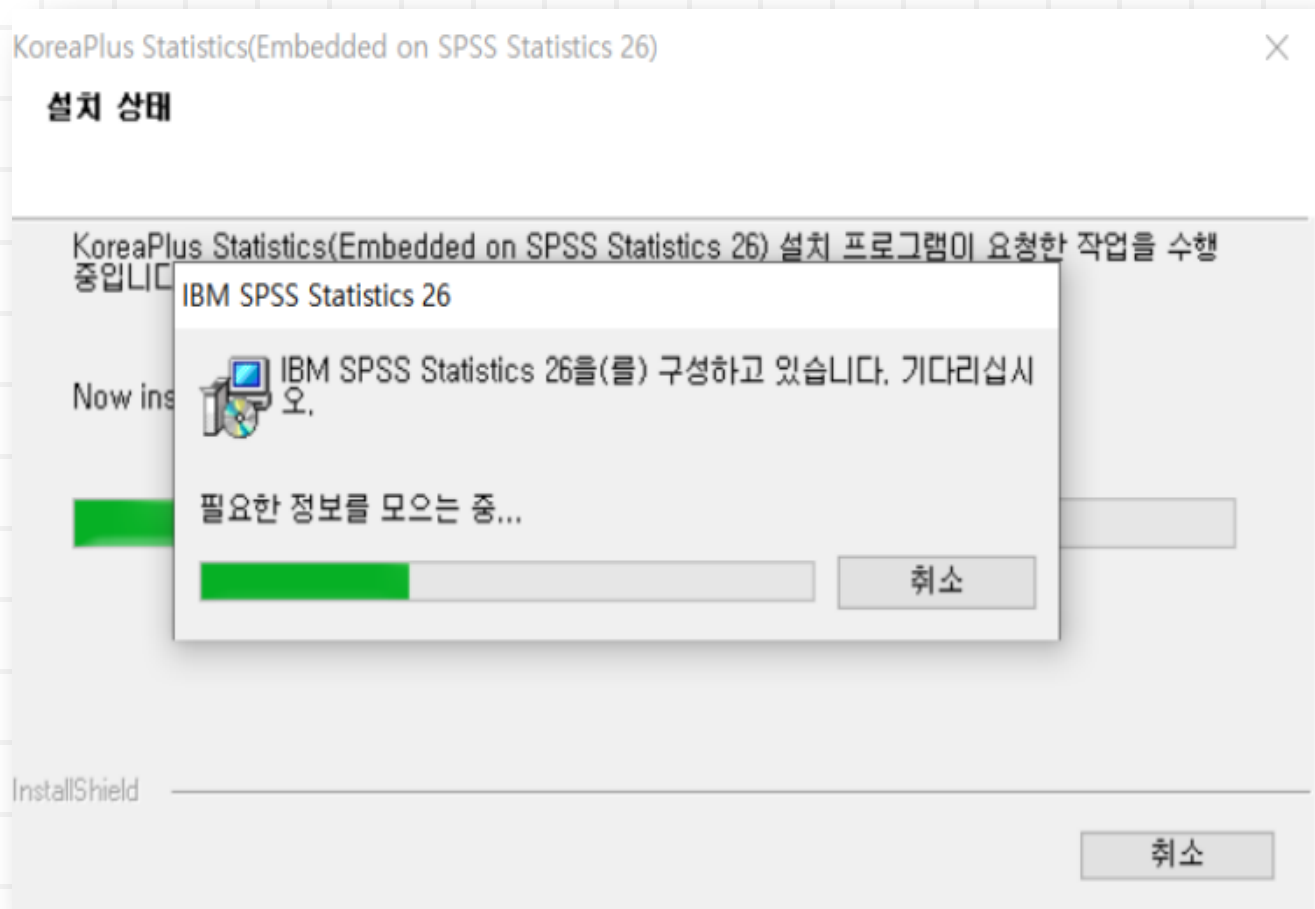 KoreaPlus Statistics(Embedded on SPSS Statistics 26)
설치 상태
KoreaPlus Statistics(Embedded on SPSS Statistics 26) 설치 프로그램이 요청한 작업을 수행
중입니다
IBM SPSS Statistics 26
IBM SPSS Statistics 26을(를) 구성하고 있습니다. 기다리십시
오.
Now ins
필요한 정보를 모으는 중...
취소
InstallShield
취소